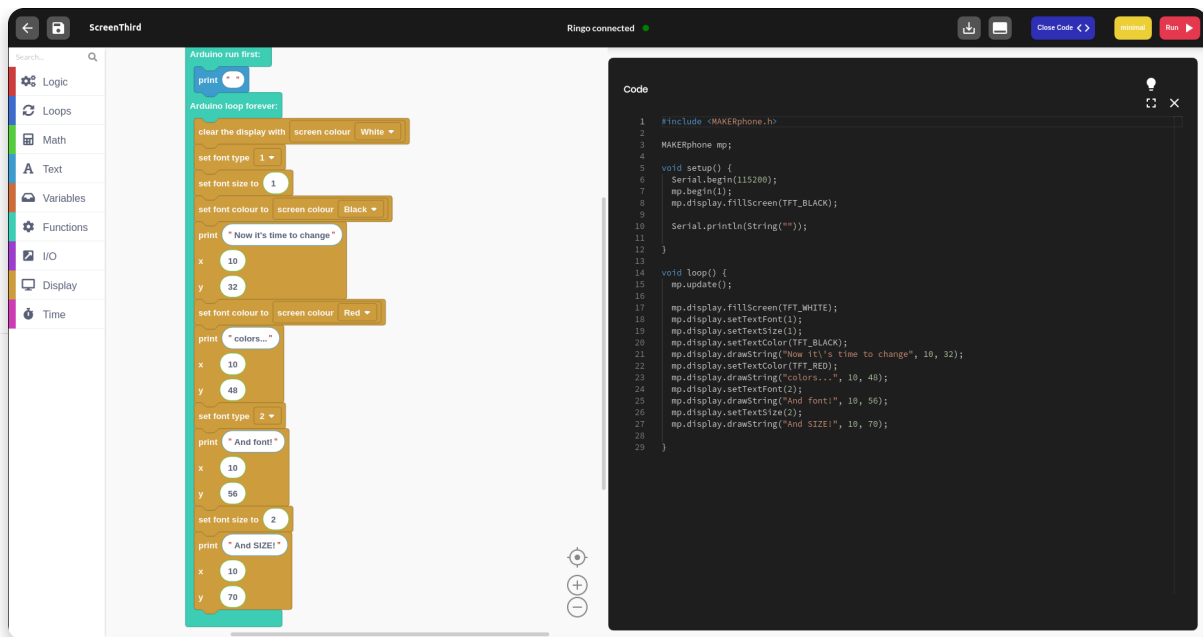 ScreenThird
Ringo connected
Close Code
minimal
Run
Search...
Logic
Loops
Math
Text
Variables
Functions
I/O
Display
Time
Arduino run first:
print " "
Arduino loop forever:
clear the display with screen colour White
set font type 1
set font size to 1
set font colour to screen colour Black
print " Now it's time to change "
x 10
y 32
set font colour to screen colour Red
print " colors... "
x 10
y 48
set font type 2
print " And font! "
x 10
y 56
set font size to 2
print " And SIZE! "
x 10
y 70
Code
1 #include <MAKERphone.h>
2
3 MAKERphone mp;
4
5 void setup() {
6 Serial.begin(115200);
7 mp.begin(1);
8 mp.display.fillScreen(TFT_BLACK);
9
10 Serial.println(String(""));
11
12 }
13
14 void loop() {
15 mp.update();
16
17 mp.display.fillScreen(TFT_WHITE);
18 mp.display.setTextFont(1);
19 mp.display.setTextSize(1);
20 mp.display.setTextColor(TFT_BLACK);
21 mp.display.drawString("Now it\'s time to change", 10, 32);
22 mp.display.setTextColor(TFT_RED);
23 mp.display.drawString("colors...", 10, 48);
24 mp.display.setTextFont(2);
25 mp.display.drawString("And font!", 10, 56);
26 mp.display.setTextSize(2);
27 mp.display.drawString("And SIZE!", 10, 70);
28
29 }